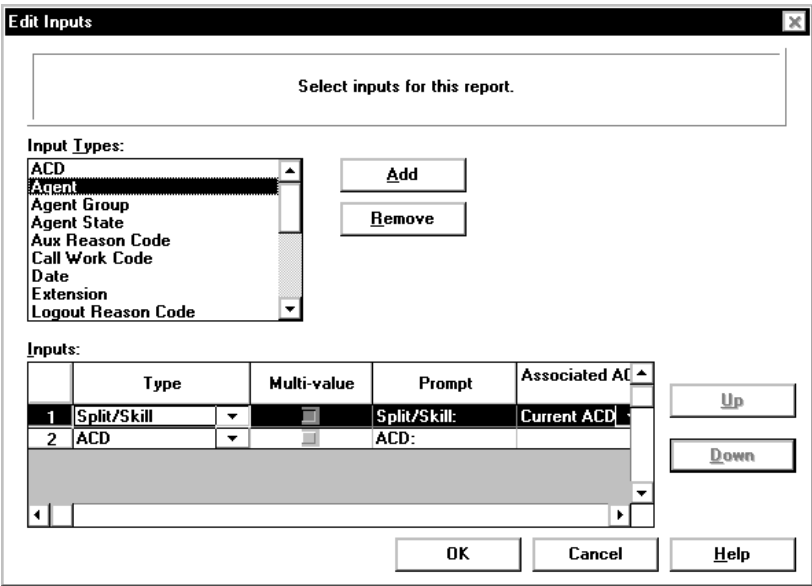 Edit Inputs
Select inputs for this report.
Input Types:
ACD
Agent
Agent Group
Agent State
Aux Reason Code
Call Work Code
Date
Extension
Logout Reason Code
Add
Remove
Inputs:
Type Multi-value Prompt Associated AC
1 Split/Skill Split/Skill: Current ACD
2 ACD ACD:
Up
Down
OK Cancel Help